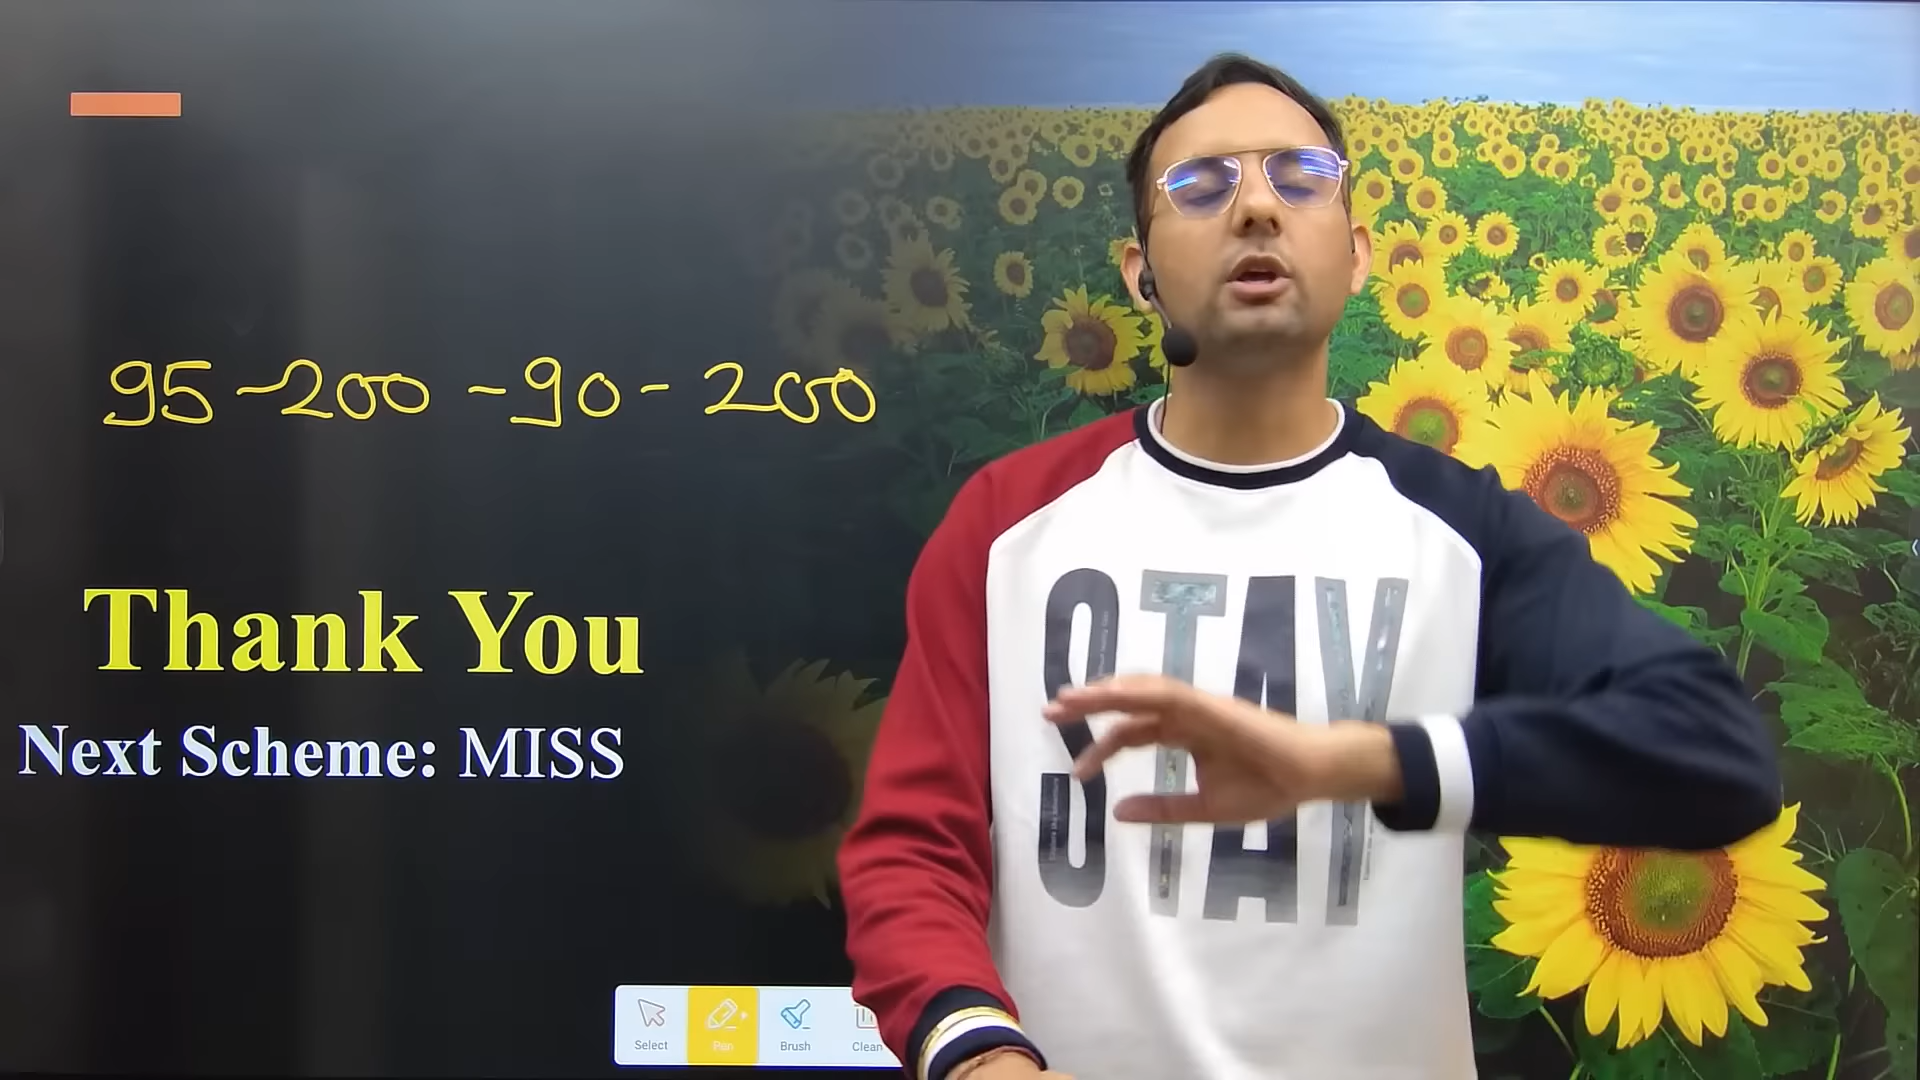 95-200-90-200
Thank You
Next Scheme: MISS
STAY
Select
Pen
Brush
Clean